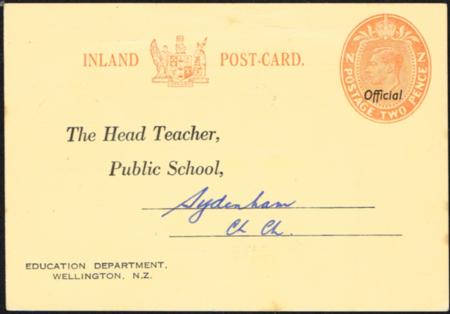 INLAND POST-CARD.
N Z POSTAGE TWO PENCE
Official
The Head Teacher,
Public School,
Sydenham
Ch Ch.
EDUCATION DEPARTMENT,
WELLINGTON, N.Z.